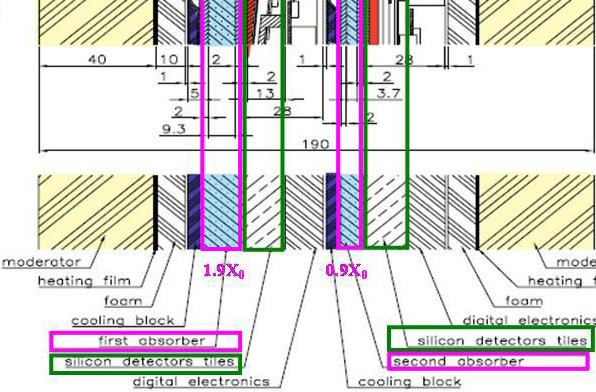 40 10 2 2 1 28 1
1 2 2
5 13 3.7
2 28 2
9.3
190
1.9X0 0.9X0
moderator mode
heating film heating f
foam foam
cooling block digital electronics
first absorber silicon detectors tiles
silicon detectors tiles second absorber
digital electronics cooling block